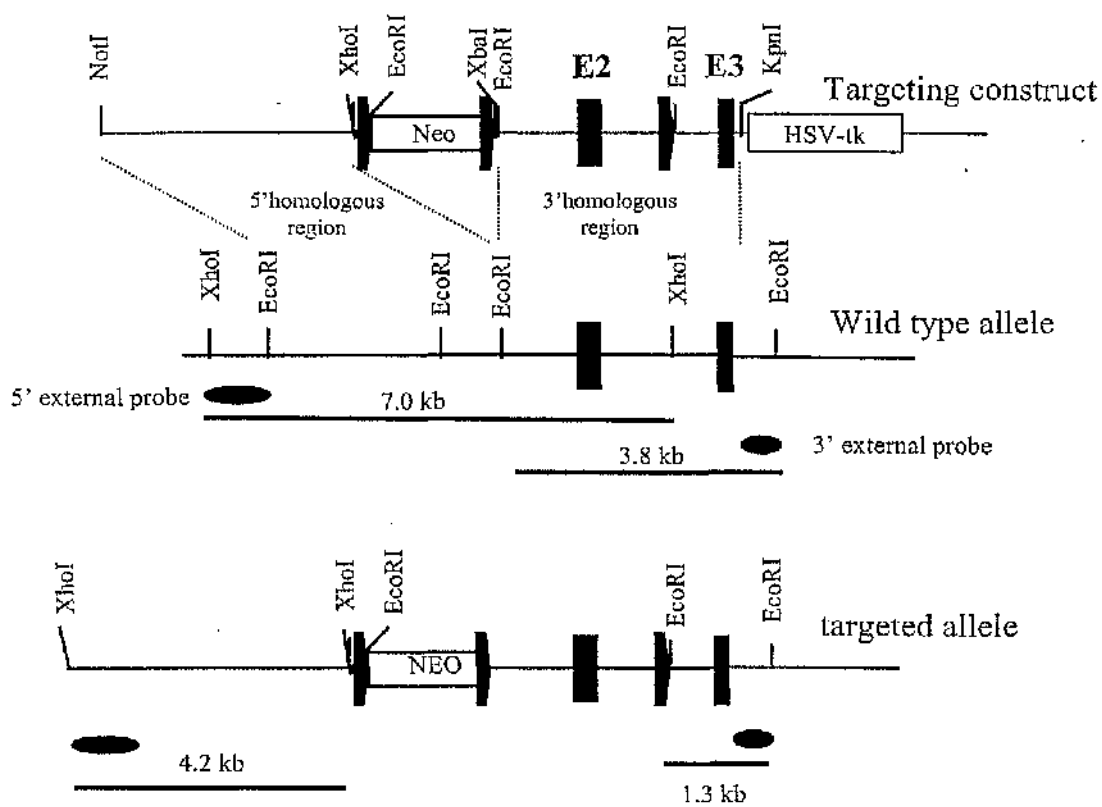 NotI
XhoI
EcoRI
XbaI
EcoRI
E2
EcoRI
E3
KpnI
Targeting construct
Neo
HSV-tk
5'homologous region
3'homologous region
XhoI
EcoRI
EcoRI
EcoRI
XhoI
EcoRI
Wild type allele
5' external probe
7.0 kb
3' external probe
3.8 kb
XhoI
XhoI
EcoRI
EcoRI
EcoRI
targeted allele
NEO
4.2 kb
1.3 kb